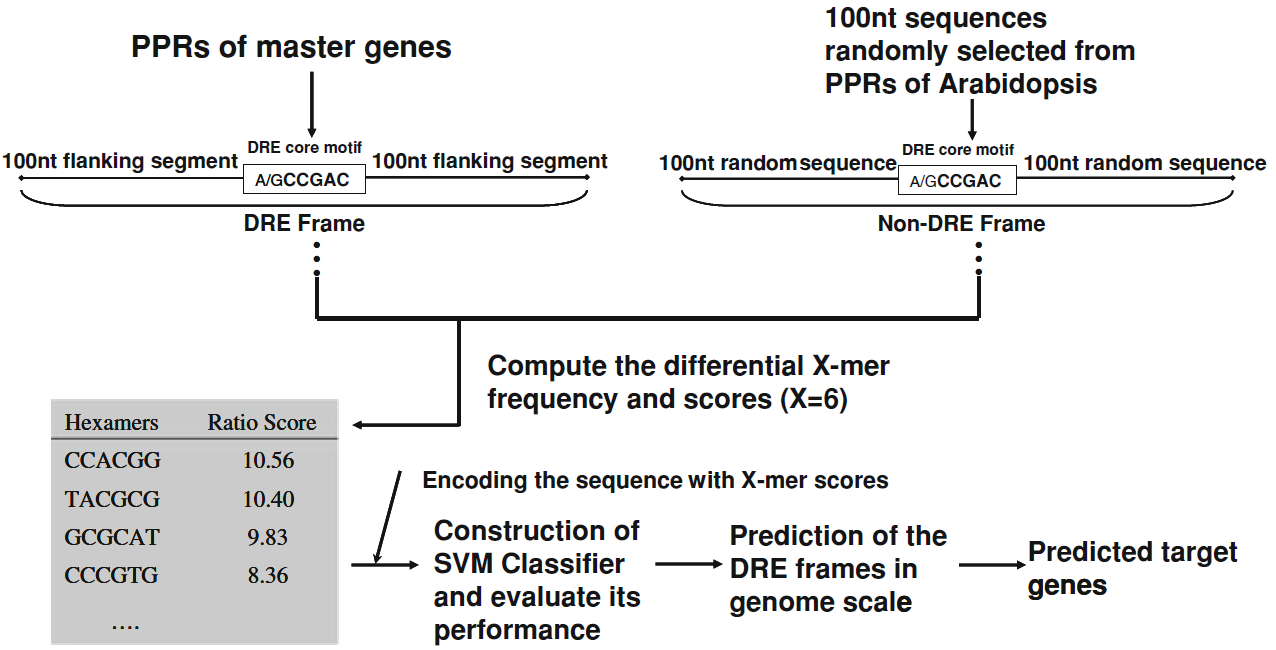 PPRs of master genes
100nt sequences
randomly selected from
PPRs of Arabidopsis
DRE core motif
100nt flanking segment
A/GCCGAC
100nt flanking segment
DRE Frame
DRE core motif
100nt random sequence
A/GCCGAC
100nt random sequence
Non-DRE Frame
Compute the differential X-mer
frequency and scores (X=6)
Hexamers Ratio Score
CCACGG 10.56
TACGCG 10.40
GCGCAT 9.83
CCCGTG 8.36
....
Encoding the sequence with X-mer scores
Construction of
SVM Classifier
and evaluate its
performance
Prediction of the
DRE frames in
genome scale
Predicted target
genes